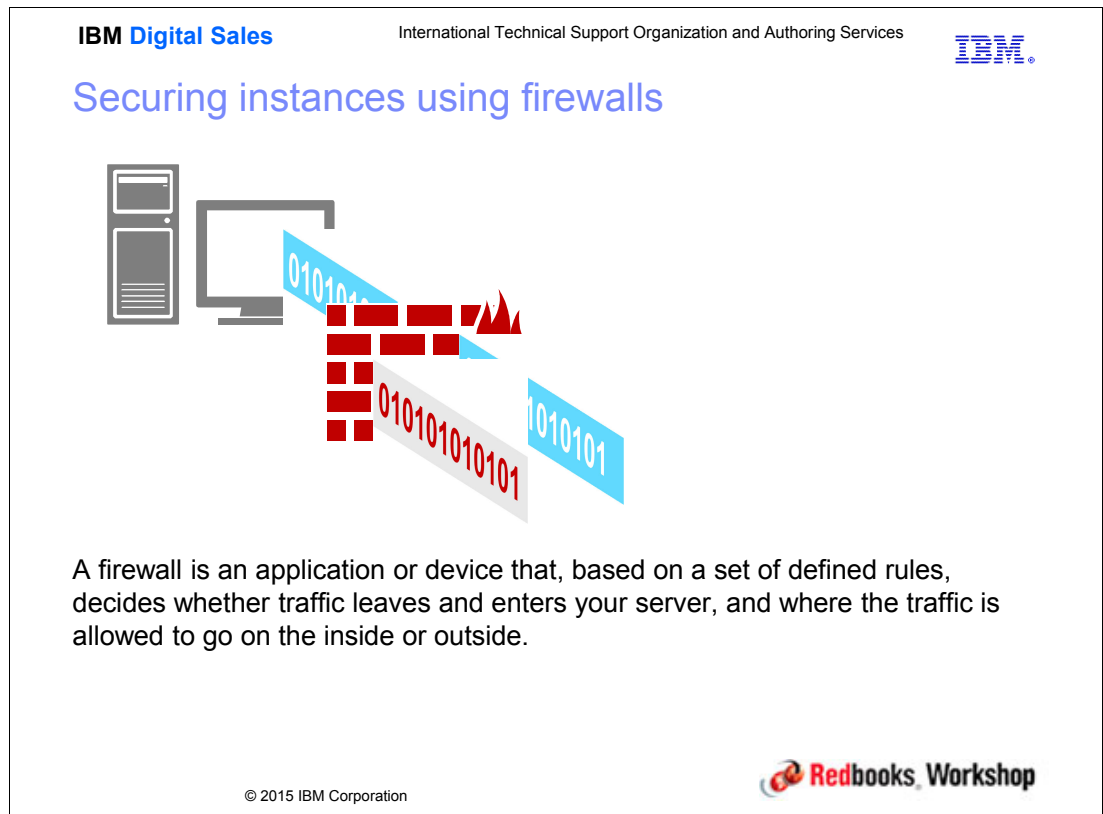 IBM Digital Sales
International Technical Support Organization and Authoring Services
IBM®
Securing instances using firewalls
010101
010101010101
1010101
A firewall is an application or device that, based on a set of defined rules,
decides whether traffic leaves and enters your server, and where the traffic is
allowed to go on the inside or outside.
© 2015 IBM Corporation
Redbooks® Workshop